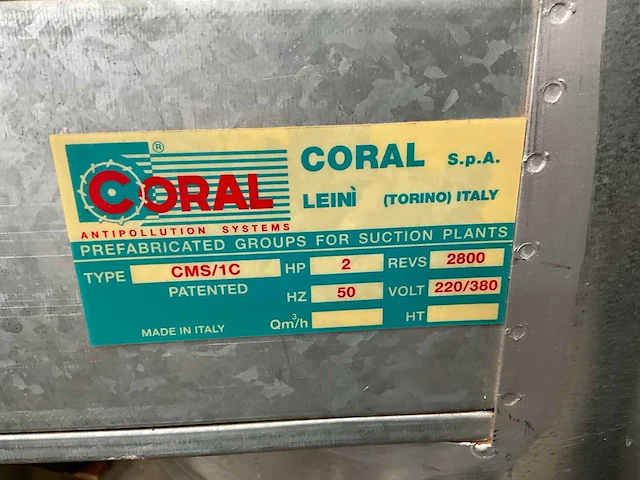 ®
CORAL
ANTIPOLLUTION SYSTEMS
CORAL S.p.A.
LEINÌ (TORINO) ITALY
PREFABRICATED GROUPS FOR SUCTION PLANTS
TYPE CMS/1C HP 2 REVS 2800
PATENTED HZ 50 VOLT 220/380
MADE IN ITALY Qm³/h HT